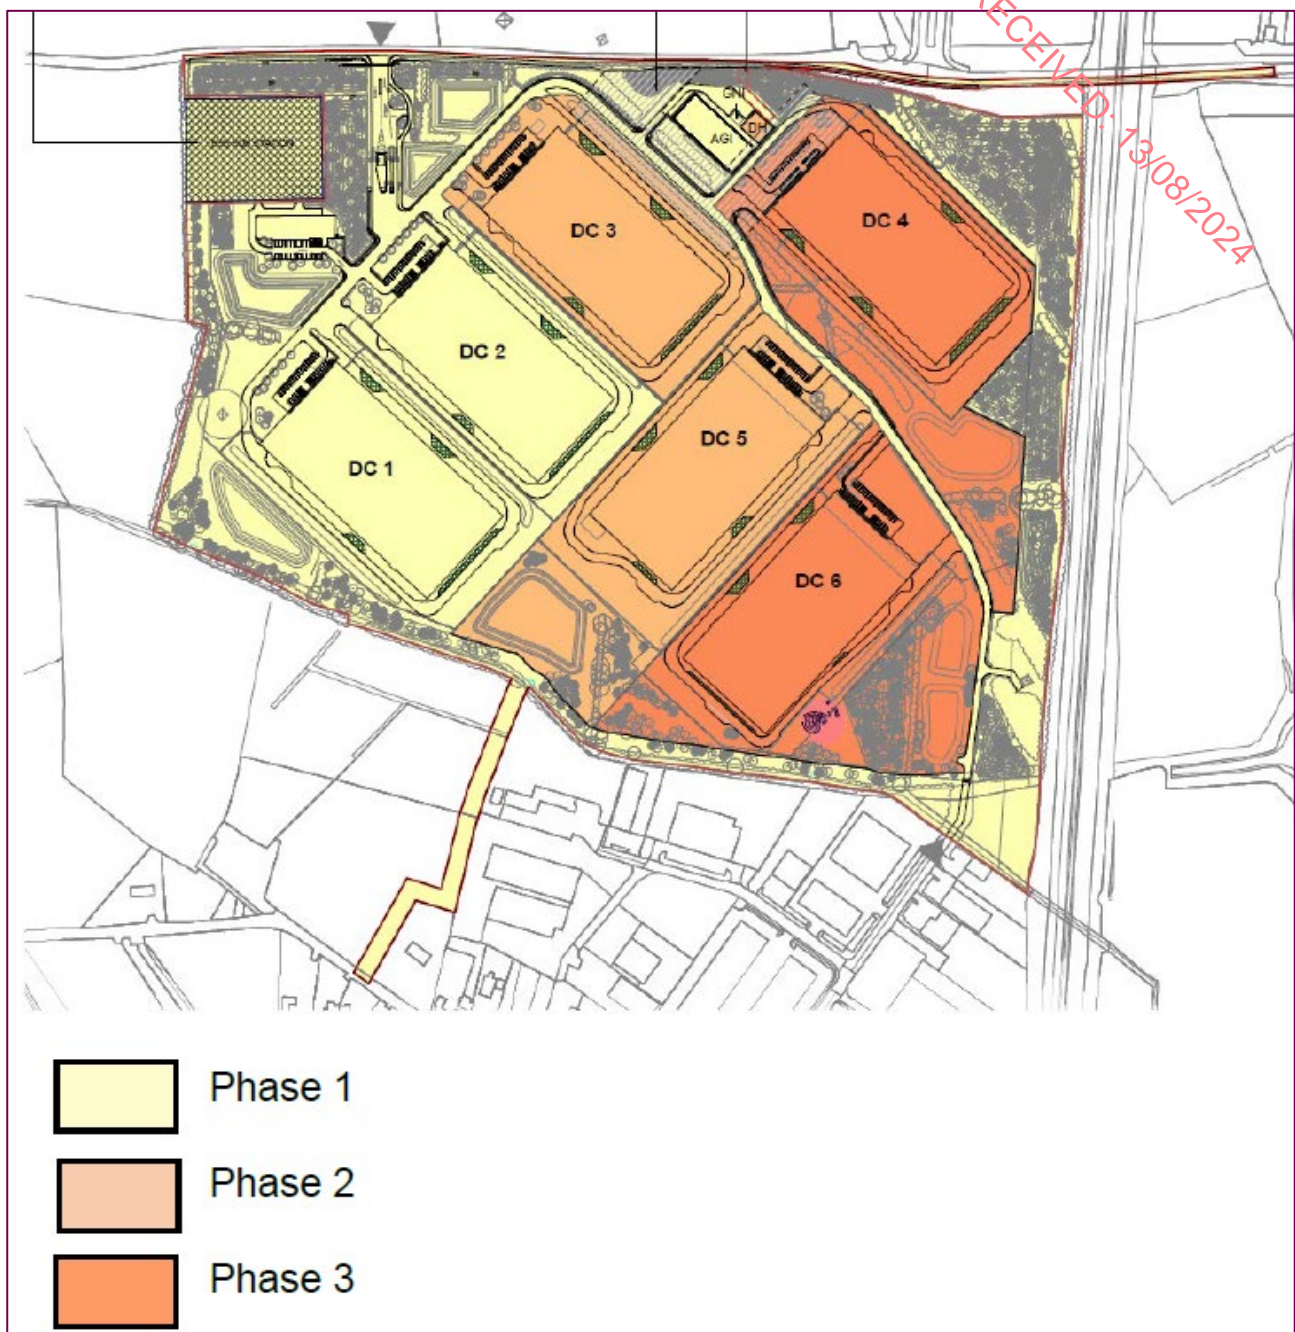 RECEIVED: 13/08/2024
GNI
AGI
DH
DC 3
DC 4
DC 2
DC 5
DC 1
DC 6
Phase 1
Phase 2
Phase 3